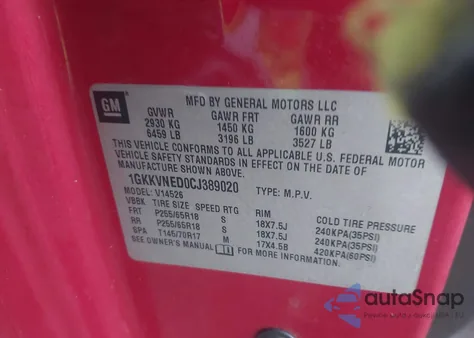 GM
MFD BY GENERAL MOTORS LLC
GVWR GAWR FRT GAWR RR
2930 KG 1450 KG 1600 KG
6459 LB 3196 LB 3527 LB
THIS VEHICLE CONFORMS TO ALL APPLICABLE U.S. FEDERAL MOTOR
VEHICLE SAFETY STANDARDS IN EFFECT ON THE DATE OF
MANUFACTURE SHOWN ABOVE.
1GKKVNED0CJ389020 TYPE: M.P.V.
MODEL: V14526
VBBK TIRE SIZE SPEED RTG RIM COLD TIRE PRESSURE
FRT P255/65R18 S 18X7.5J 240KPA(35PSI)
RR P255/65R18 S 18X7.5J 240KPA(35PSI)
SPA T145/70R17 M 17X4.5B 420KPA(60PSI)
SEE OWNER'S MANUAL FOR MORE INFORMATION
autoSnap